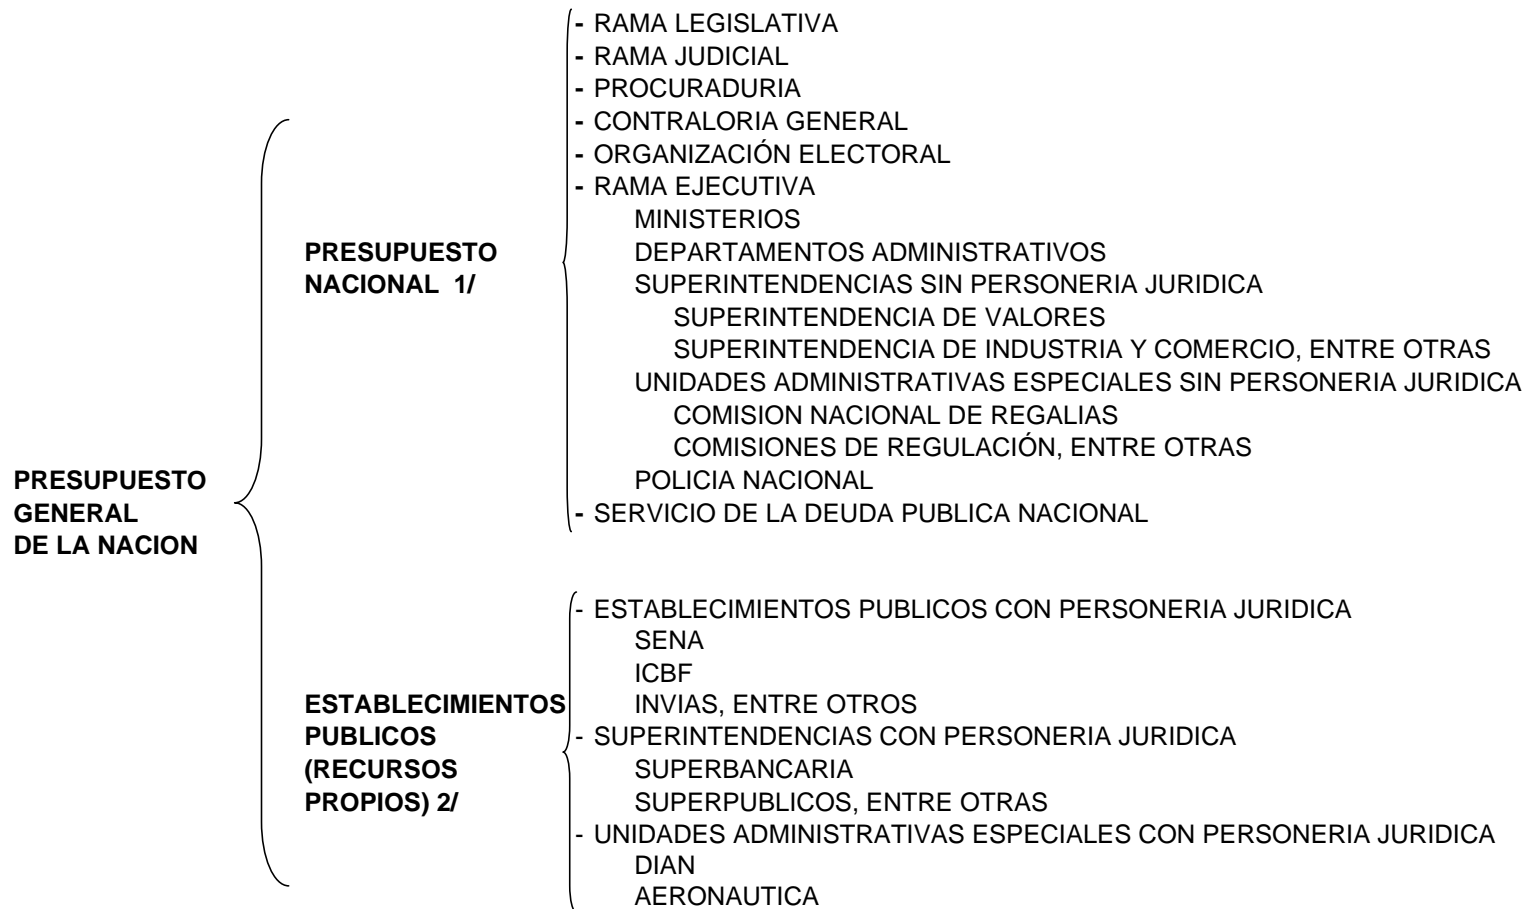 - RAMA LEGISLATIVA
- RAMA JUDICIAL
- PROCURADURIA
- CONTRALORIA GENERAL
- ORGANIZACIÓN ELECTORAL
- RAMA EJECUTIVA
MINISTERIOS
PRESUPUESTO
NACIONAL 1/
DEPARTAMENTOS ADMINISTRATIVOS
SUPERINTENDENCIAS SIN PERSONERIA JURIDICA
SUPERINTENDENCIA DE VALORES
SUPERINTENDENCIA DE INDUSTRIA Y COMERCIO, ENTRE OTRAS
UNIDADES ADMINISTRATIVAS ESPECIALES SIN PERSONERIA JURIDICA
COMISION NACIONAL DE REGALIAS
COMISIONES DE REGULACIÓN, ENTRE OTRAS
POLICIA NACIONAL
- SERVICIO DE LA DEUDA PUBLICA NACIONAL
PRESUPUESTO
GENERAL
DE LA NACION
- ESTABLECIMIENTOS PUBLICOS CON PERSONERIA JURIDICA
SENA
ICBF
INVIAS, ENTRE OTROS
ESTABLECIMIENTOS
PUBLICOS
(RECURSOS
PROPIOS) 2/
- SUPERINTENDENCIAS CON PERSONERIA JURIDICA
SUPERBANCARIA
SUPERPUBLICOS, ENTRE OTRAS
- UNIDADES ADMINISTRATIVAS ESPECIALES CON PERSONERIA JURIDICA
DIAN
AERONAUTICA